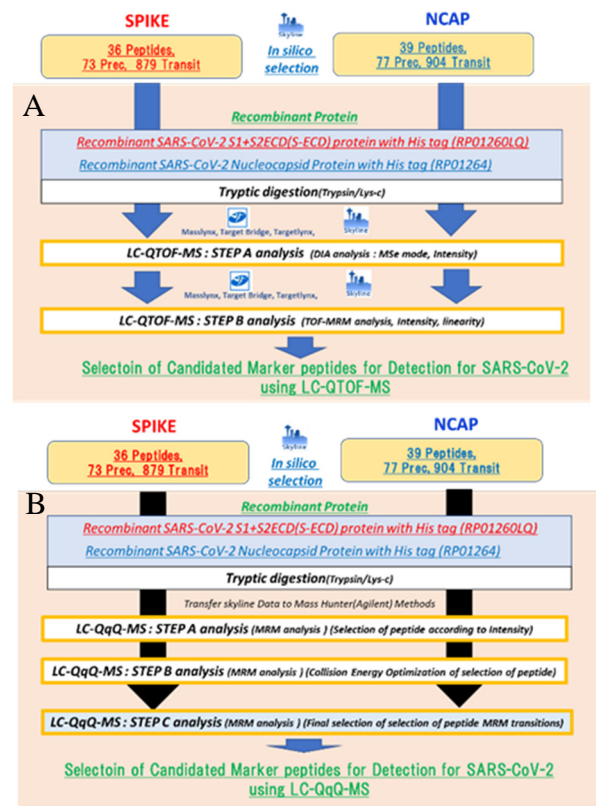 SPIKE
NCAP
36 Peptides,
73 Prec, 879 Transit
Skyline
In silico
selection
39 Peptides,
77 Prec, 904 Transit
A
Recombinant Protein
Recombinant SARS-CoV-2 S1+S2ECD(S-ECD) protein with His tag (RP01260LQ)
Recombinant SARS-CoV-2 Nucleocapsid Protein with His tag (RP01264)
Tryptic digestion(Trypsin/Lys-c)
Masslynx, Target Bridge, Targetlynx,
Skyline
LC-QTOF-MS : STEP A analysis (DIA analysis : MSe mode, Intensity)
Masslynx, Target Bridge, Targetlynx,
Skyline
LC-QTOF-MS : STEP B analysis (TOF-MRM analysis, Intensity, linearity)
Selectoin of Candidated Marker peptides for Detection for SARS-CoV-2
using LC-QTOF-MS
SPIKE
NCAP
36 Peptides,
73 Prec, 879 Transit
Skyline
In silico
selection
39 Peptides,
77 Prec, 904 Transit
B
Recombinant Protein
Recombinant SARS-CoV-2 S1+S2ECD(S-ECD) protein with His tag (RP01260LQ)
Recombinant SARS-CoV-2 Nucleocapsid Protein with His tag (RP01264)
Tryptic digestion(Trypsin/Lys-c)
Transfer skyline Data to Mass Hunter(Agilent) Methods
LC-QqQ-MS : STEP A analysis (MRM analysis ) (Selection of peptide according to Intensity)
LC-QqQ-MS : STEP B analysis (MRM analysis ) (Collision Energy Optimization of selection of peptide)
LC-QqQ-MS : STEP C analysis (MRM analysis ) (Final selection of selection of peptide MRM transitions)
Selectoin of Candidated Marker peptides for Detection for SARS-CoV-2
using LC-QqQ-MS